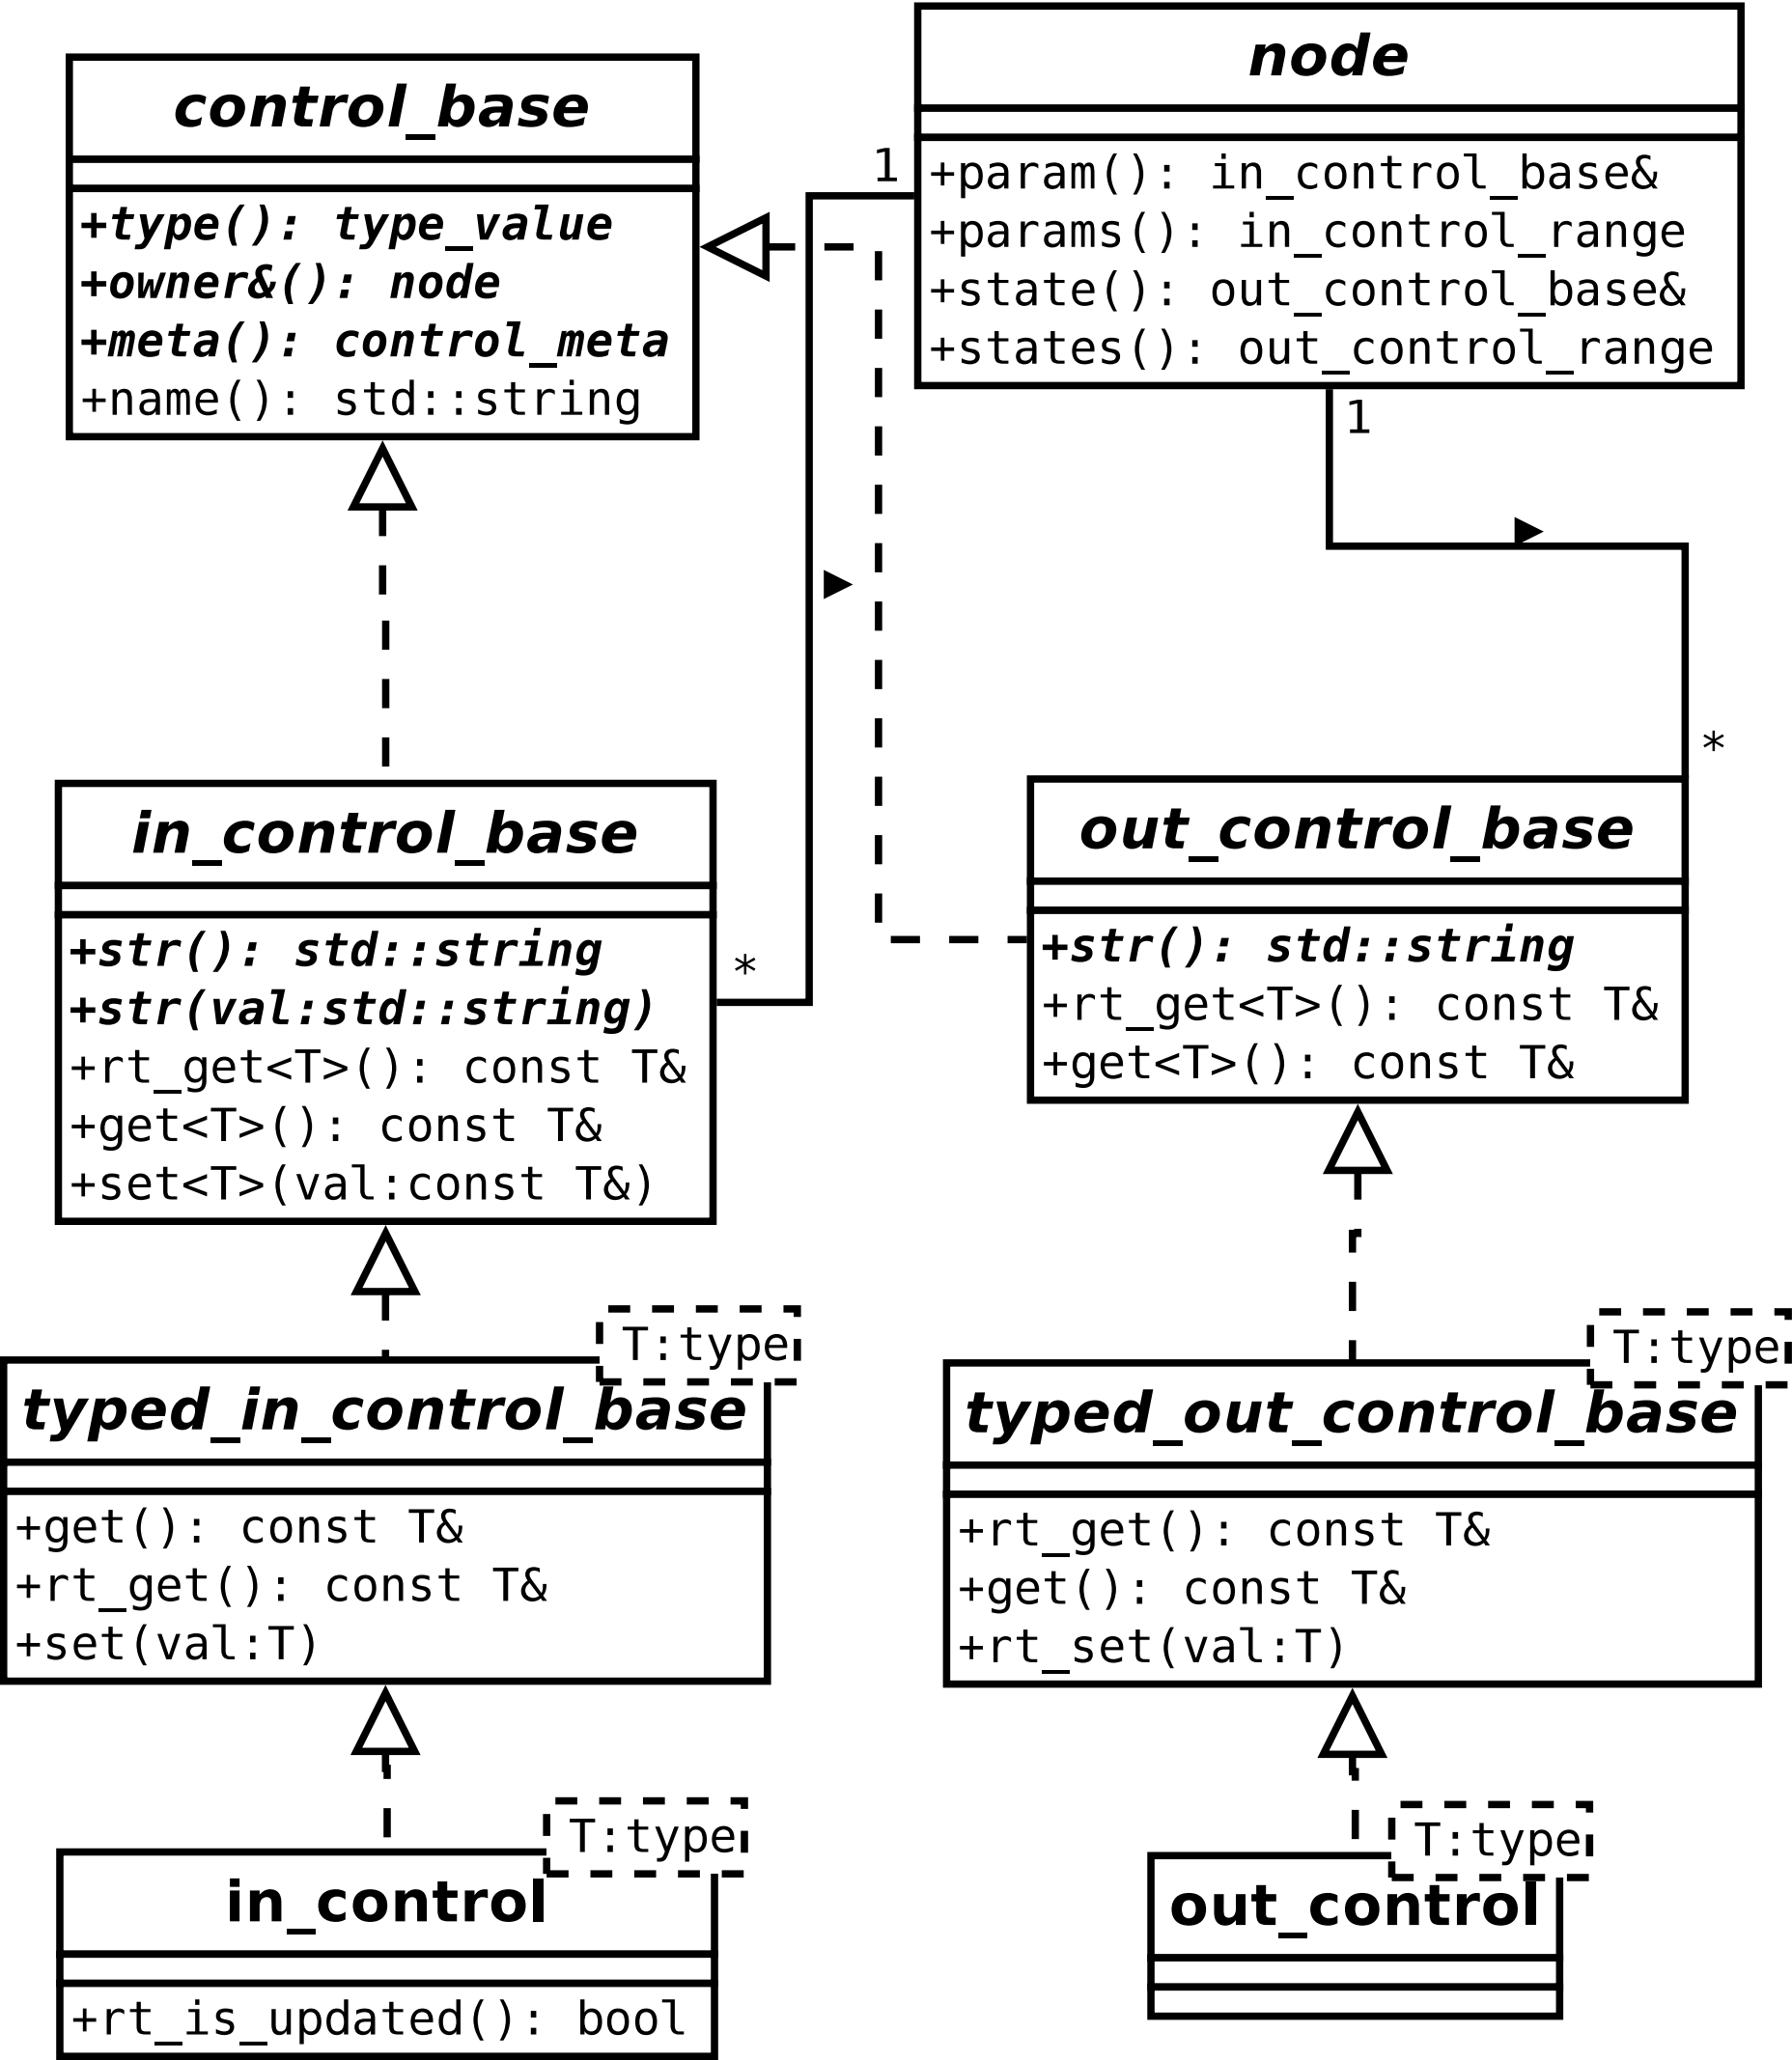 control_base
+type(): type_value
+owner&(): node
+meta(): control_meta
+name(): std::string
node
+param(): in_control_base&
+params(): in_control_range
+state(): out_control_base&
+states(): out_control_range
1
1
*
*
in_control_base
+str(): std::string
+str(val:std::string)
+rt_get<T>(): const T&
+get<T>(): const T&
+set<T>(val:const T&)
out_control_base
+str(): std::string
+rt_get<T>(): const T&
+get<T>(): const T&
T:type
typed_in_control_base
+get(): const T&
+rt_get(): const T&
+set(val:T)
T:type
typed_out_control_base
+rt_get(): const T&
+get(): const T&
+rt_set(val:T)
T:type
in_control
+rt_is_updated(): bool
T:type
out_control